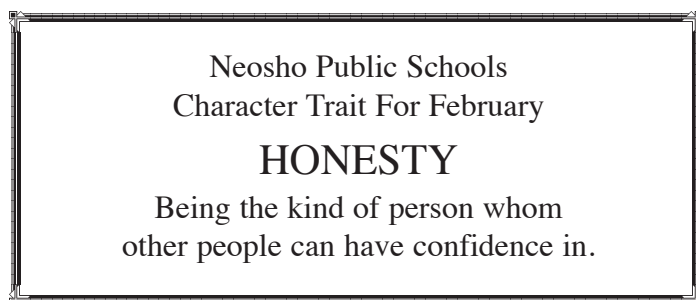 Neosho Public Schools
Character Trait For February
HONESTY
Being the kind of person whom
other people can have confidence in.